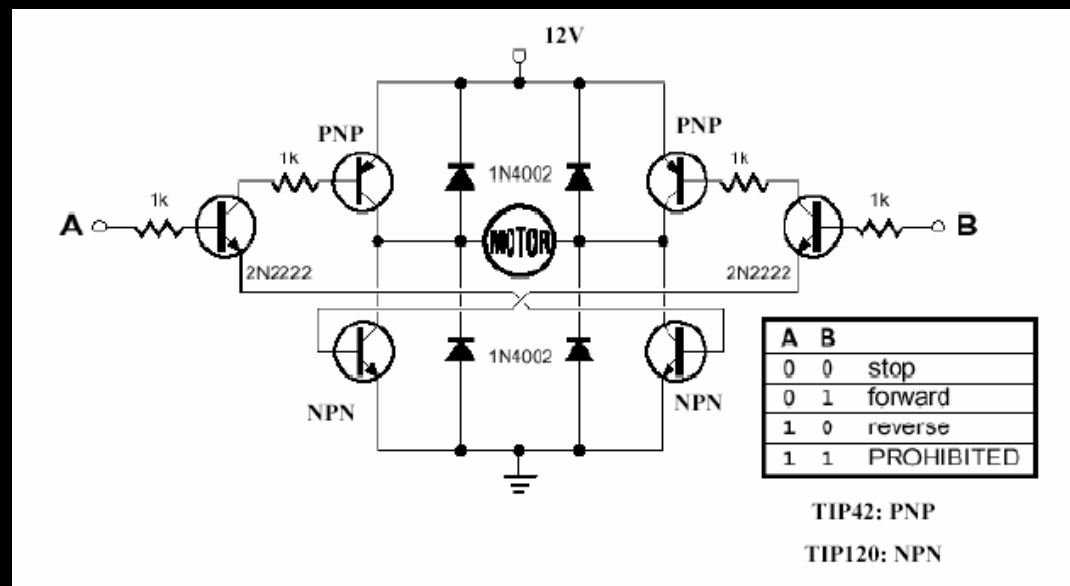 12V
PNP
PNP
1k
1N4002
1k
1k
1k
A
MOTOR
B
2N2222
2N2222
1N4002
NPN
NPN
A B
0 0 stop
0 1 forward
1 0 reverse
1 1 PROHIBITED
TIP42: PNP
TIP120: NPN